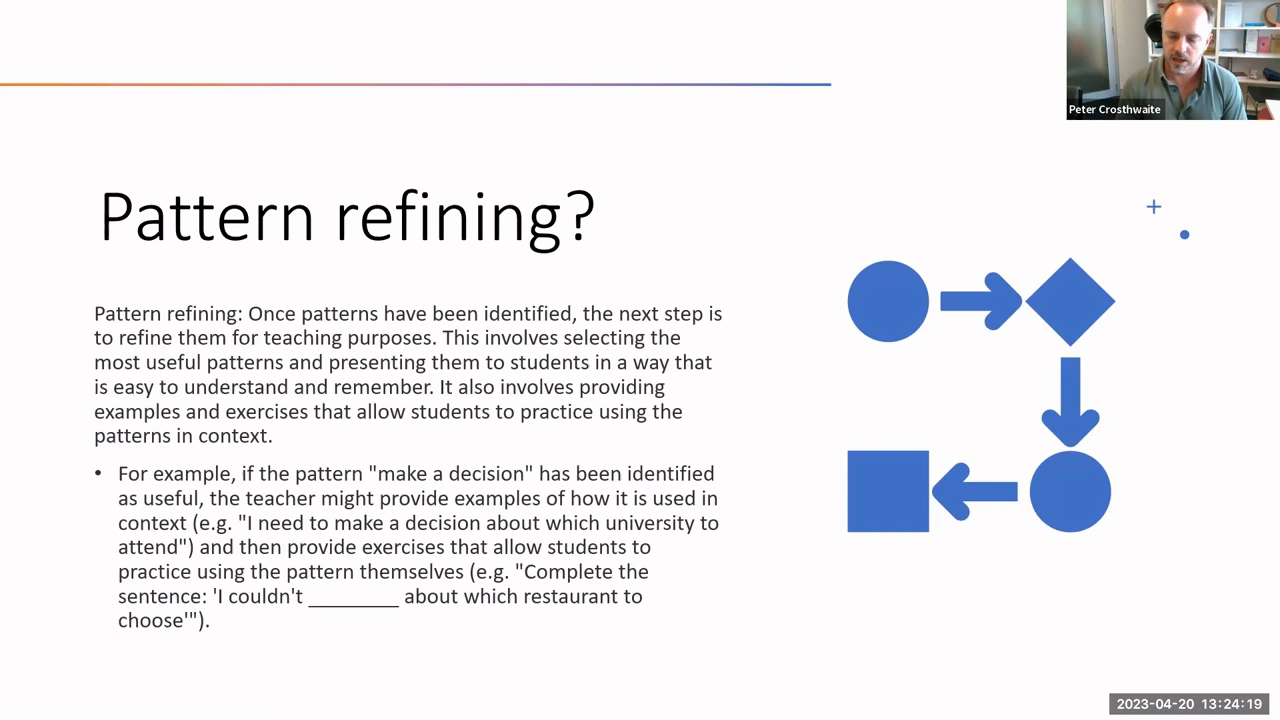 Peter Crosthwaite
Pattern refining?
Pattern refining: Once patterns have been identified, the next step is
to refine them for teaching purposes. This involves selecting the
most useful patterns and presenting them to students in a way that
is easy to understand and remember. It also involves providing
examples and exercises that allow students to practice using the
patterns in context.
• For example, if the pattern "make a decision" has been identified
as useful, the teacher might provide examples of how it is used in
context (e.g. "I need to make a decision about which university to
attend") and then provide exercises that allow students to
practice using the pattern themselves (e.g. "Complete the
sentence: 'I couldn't ________ about which restaurant to
choose'").
2023-04-20 13:24:19